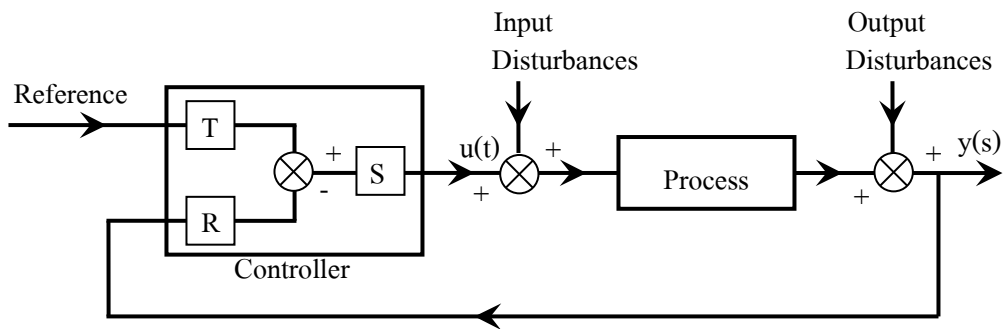 Input
Disturbances
Output
Disturbances
Reference
T
+
-
S
u(t)
+
+
Process
+
+
y(s)
R
Controller